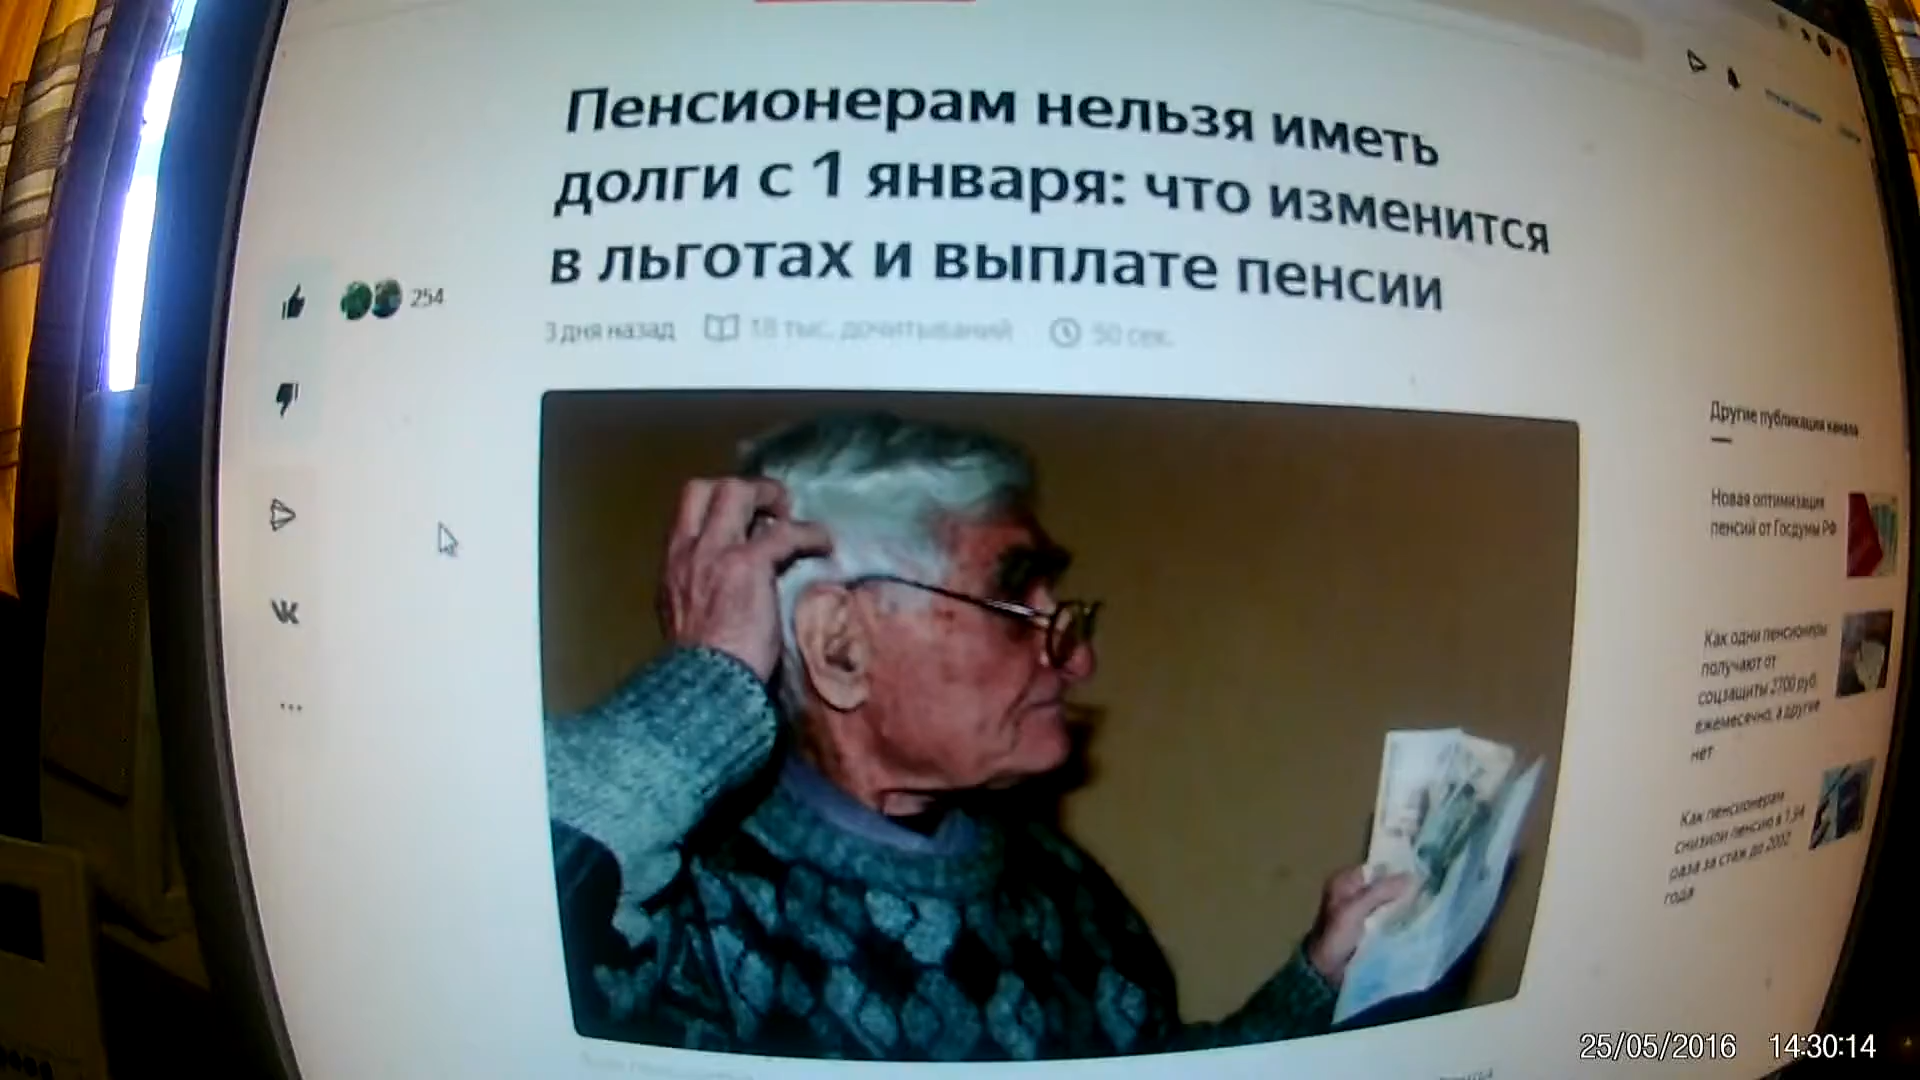 Пенсионерам нельзя иметь
долги с 1 января: что изменится
в льготах и выплате пенсии
254
3 дня назад 18 тыс. дочитываний 50 сек.
Другие публикации канала
Новая оптимизация
пенсий от Госдумы РФ
Как одни пенсионеры
получают от
соцзащиты 2700 руб.
ежемесячно, а другие
нет
Как пенсионерам
снизили пенсию в 1,94
раза за стаж до 2002
года
25/05/2016 14:30:14